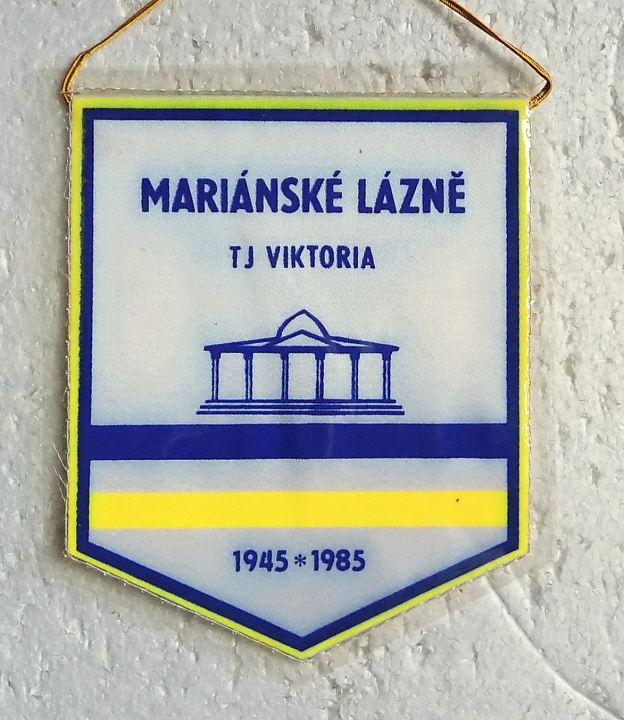 MARIÁNSKÉ LÁZNĚ
TJ VIKTORIA
1945*1985